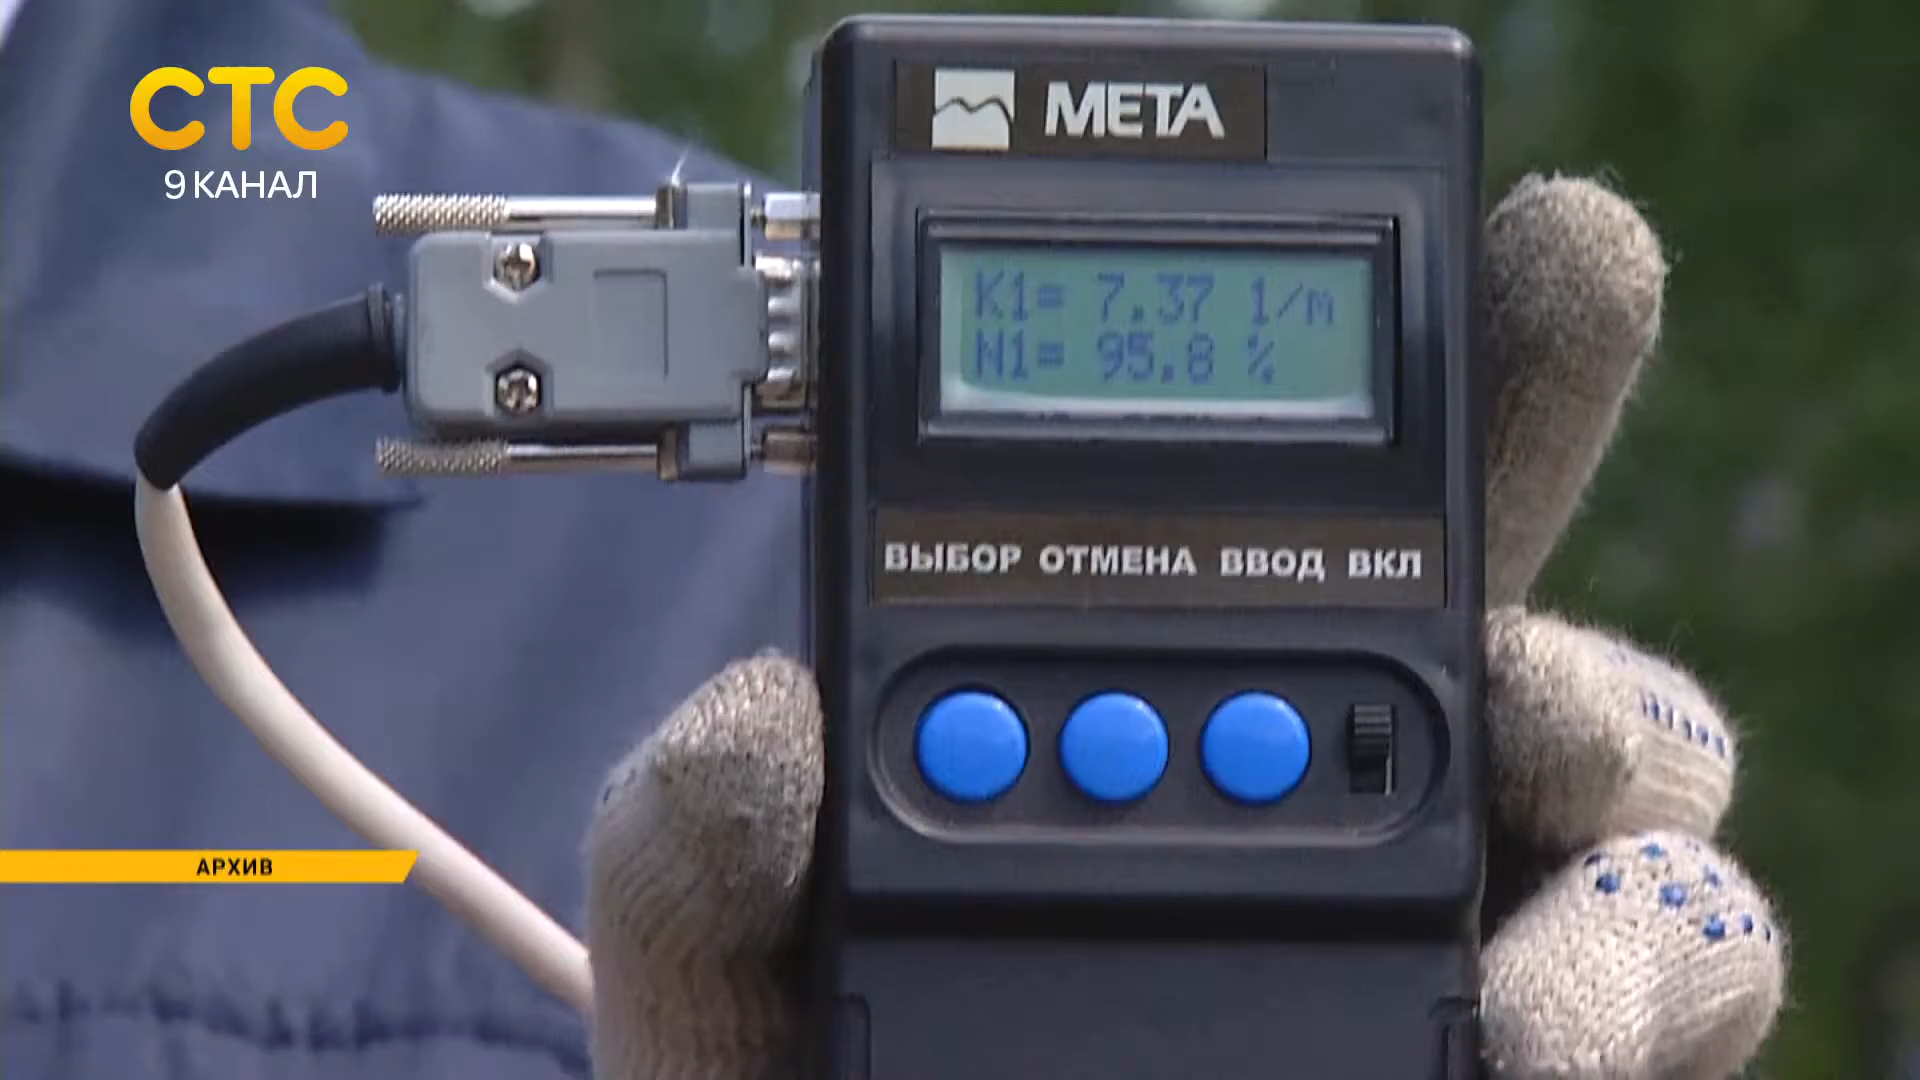 СТС
9 КАНАЛ
МЕТА
K1= 7.37 1/m
N1= 95.8 %
ВЫБОР ОТМЕНА ВВОД ВКЛ
АРХИВ